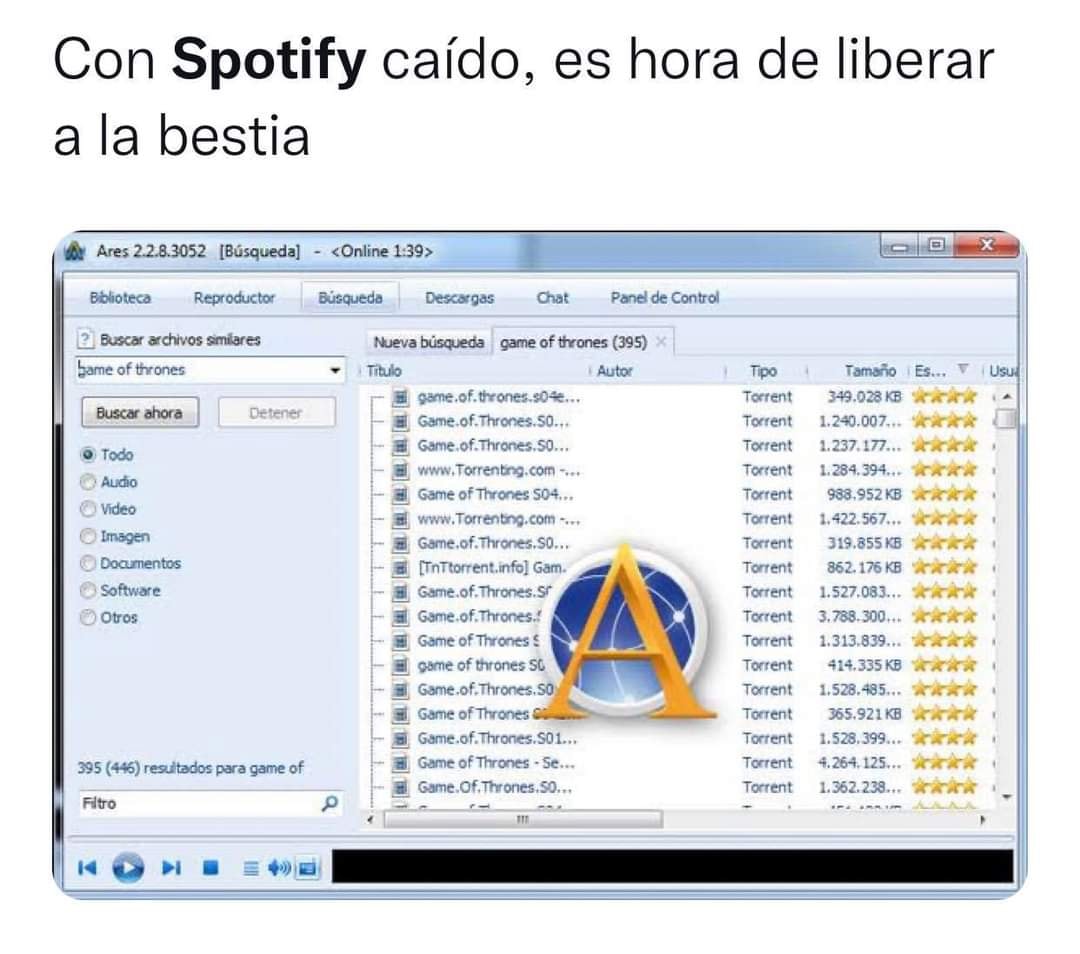 Con Spotify caído, es hora de liberar
a la bestia
Ares 2.2.8.3052 [Búsqueda] - <Online 1:39>
Biblioteca Reproductor Búsqueda Descargas Chat Panel de Control
? Buscar archivos similares
game of thrones
Buscar ahora Detener
Todo
Audio
Video
Imagen
Documentos
Software
Otros
395 (446) resultados para game of
Filtro
Nueva búsqueda game of thrones (395)
Título Autor Tipo Tamaño Es... Usua
game.of.thrones.s04e... Torrent 349.028 KB
Game.of.Thrones.S0... Torrent 1.240.007...
Game.of.Thrones.S0... Torrent 1.237.177...
www.Torrenting.com -... Torrent 1.284.394...
Game of Thrones S04... Torrent 988.952 KB
www.Torrenting.com -... Torrent 1.422.567...
Game.of.Thrones.S0... Torrent 319.855 KB
[TnTtorrent.info] Gam. Torrent 862.176 KB
Game.of.Thrones.S Torrent 1.527.083...
Game.of.Thrones. Torrent 3.788.300...
Game of Thrones S Torrent 1.313.839...
game of thrones S0 Torrent 414.335 KB
Game.of.Thrones.S0 Torrent 1.528.485...
Game of Thrones Torrent 365.921 KB
Game.of.Thrones.S01... Torrent 1.528.399...
Game of Thrones - Se... Torrent 4.264.125...
Game.Of.Thrones.S0... Torrent 1.362.238...